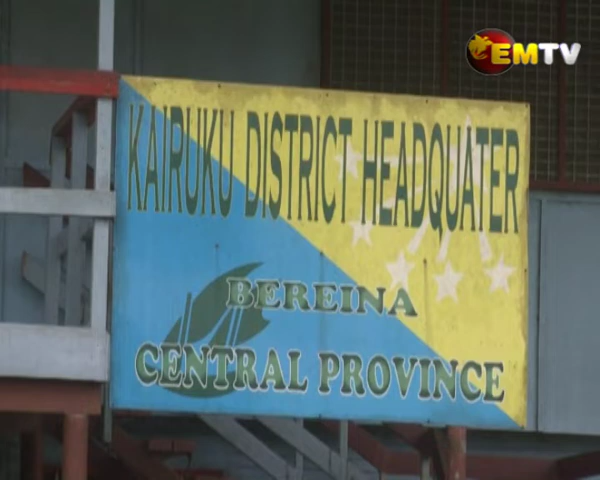 EMTV
KAIRUKU DISTRICT HEADQUATER
BEREINA
CENTRAL PROVINCE